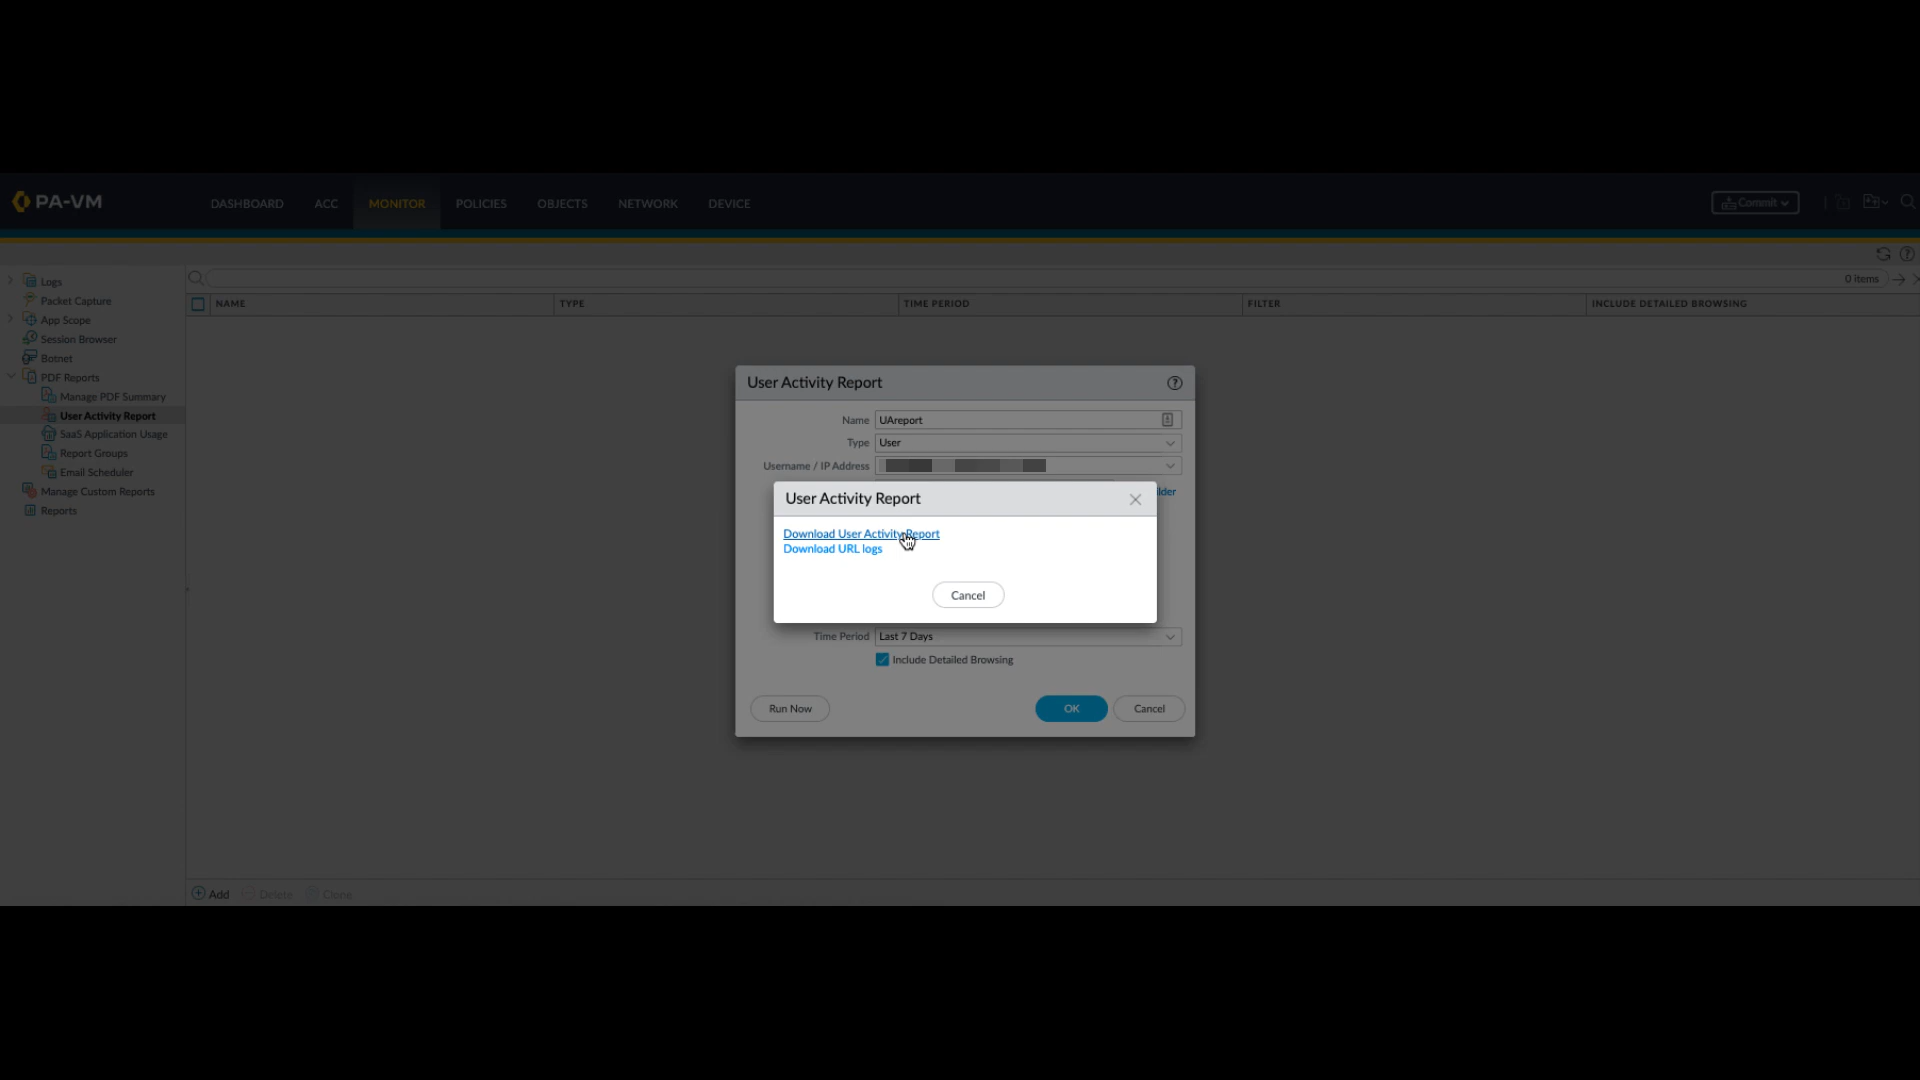 PA-VM
DASHBOARD ACC MONITOR POLICIES OBJECTS NETWORK DEVICE
Commit
Logs
Packet Capture
App Scope
Session Browser
Botnet
PDF Reports
Manage PDF Summary
User Activity Report
SaaS Application Usage
Report Groups
Email Scheduler
Manage Custom Reports
Reports
0 items
NAME TYPE TIME PERIOD FILTER INCLUDE DETAILED BROWSING
User Activity Report
Name UAreport
Type User
Username / IP Address
User Activity Report
Download User Activity Report
Download URL logs
Cancel
Time Period Last 7 Days
Include Detailed Browsing
Run Now OK Cancel
Add Delete Clone